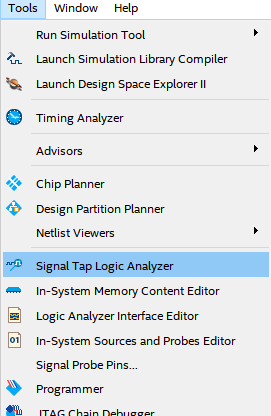 Tools Window Help
Run Simulation Tool
Launch Simulation Library Compiler
Launch Design Space Explorer II
Timing Analyzer
Advisors
Chip Planner
Design Partition Planner
Netlist Viewers
Signal Tap Logic Analyzer
In-System Memory Content Editor
Logic Analyzer Interface Editor
In-System Sources and Probes Editor
Signal Probe Pins...
Programmer
JTAG Chain Debugger